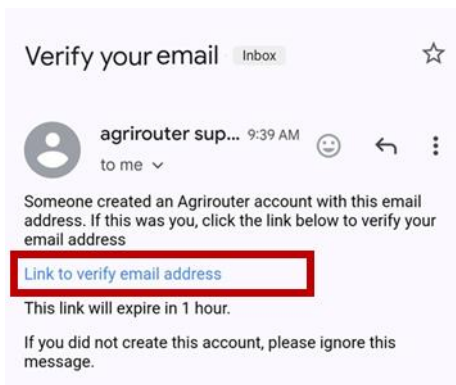 Verify your email Inbox
agrirouter sup... 9:39 AM
to me
Someone created an Agrirouter account with this email
address. If this was you, click the link below to verify your
email address
Link to verify email address
This link will expire in 1 hour.
If you did not create this account, please ignore this
message.